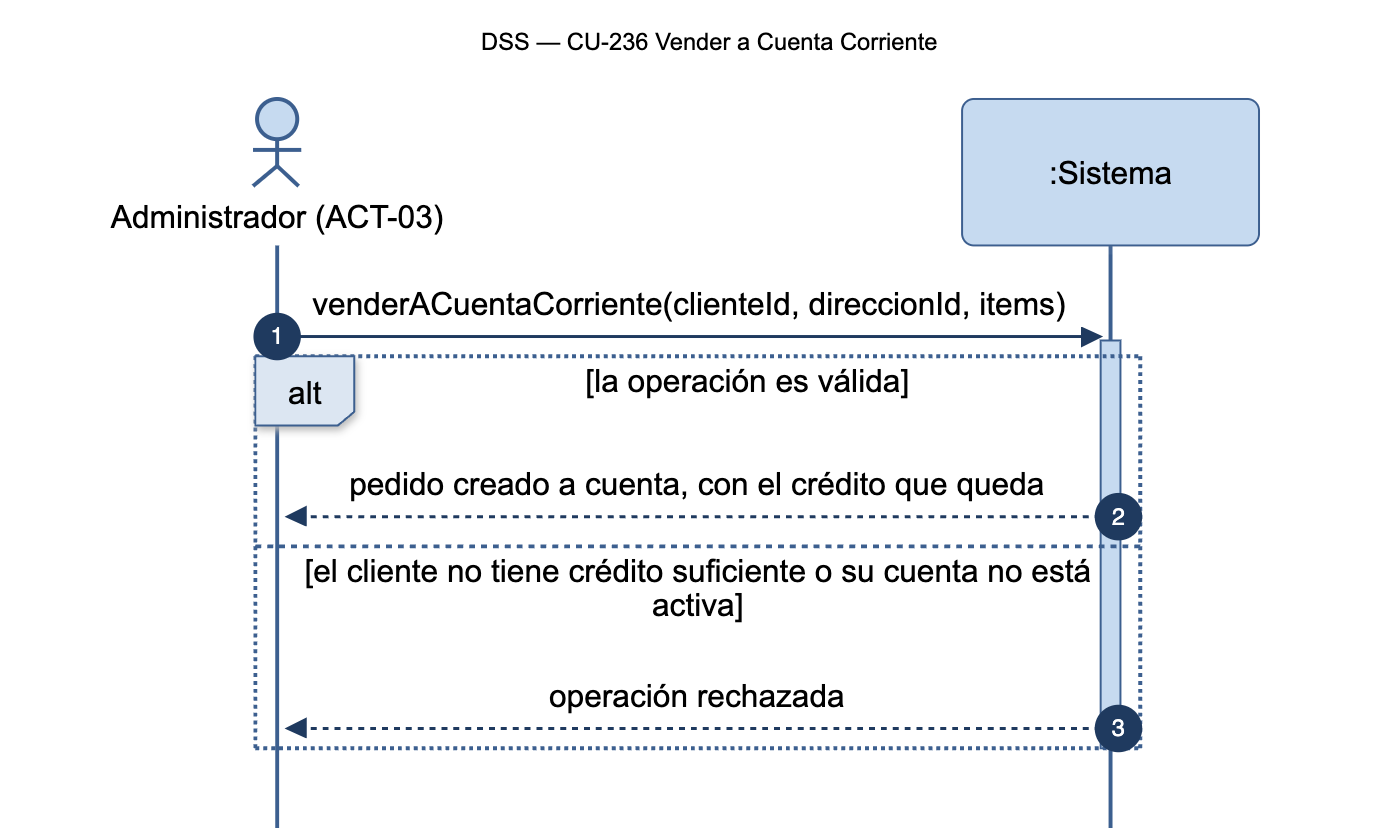 DSS — CU-236 Vender a Cuenta Corriente
:Sistema
Administrador (ACT-03)
venderACuentaCorriente(clienteId, direccionId, items)
1
alt
[la operación es válida]
pedido creado a cuenta, con el crédito que queda
2
[el cliente no tiene crédito suficiente o su cuenta no está
activa]
operación rechazada
3